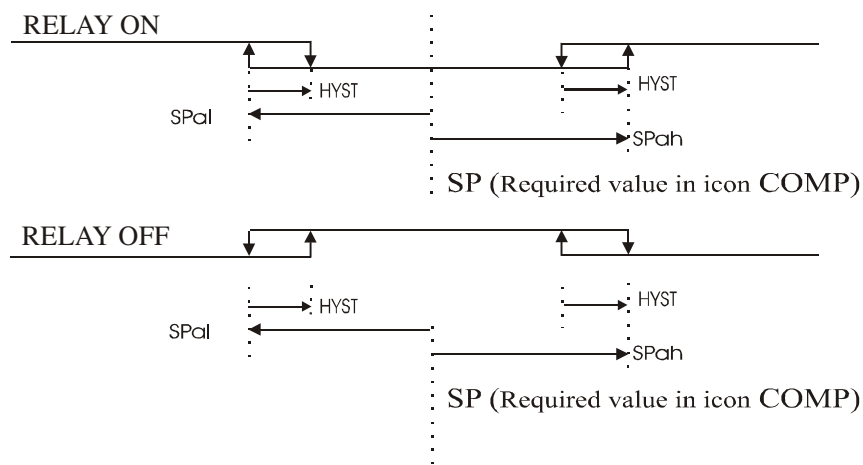 RELAY ON
HYST
HYST
SPal
SPah
SP (Required value in icon COMP)
RELAY OFF
HYST
HYST
SPal
SPah
SP (Required value in icon COMP)